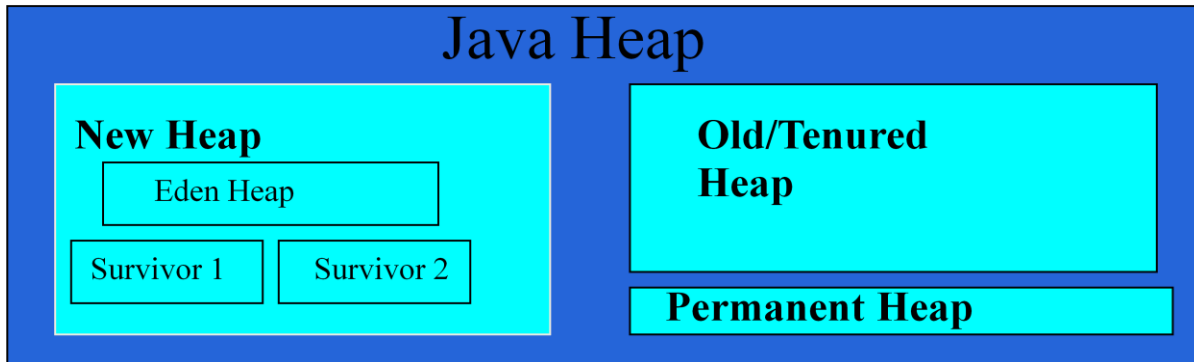 Java Heap
New Heap
Eden Heap
Survivor 1
Survivor 2
Old/Tenured
Heap
Permanent Heap